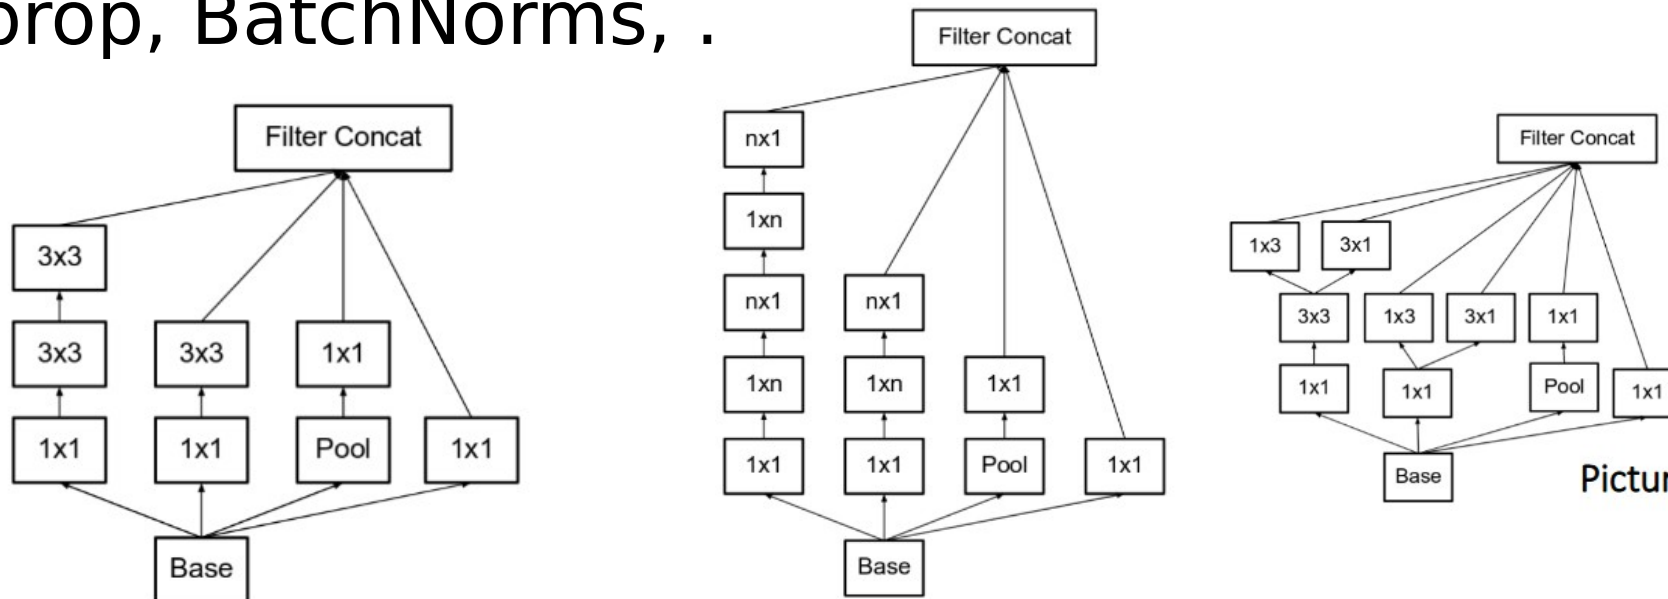 prop, BatchNorms, .
Filter Concat
3x3
3x3 3x3 1x1
1x1 1x1 Pool 1x1
Base
Filter Concat
nx1
1xn
nx1 nx1
1xn 1xn 1x1
1x1 1x1 Pool 1x1
Base
Filter Concat
1x3 3x1
3x3 1x3 3x1 1x1
1x1 1x1 Pool 1x1
Base
Pictur